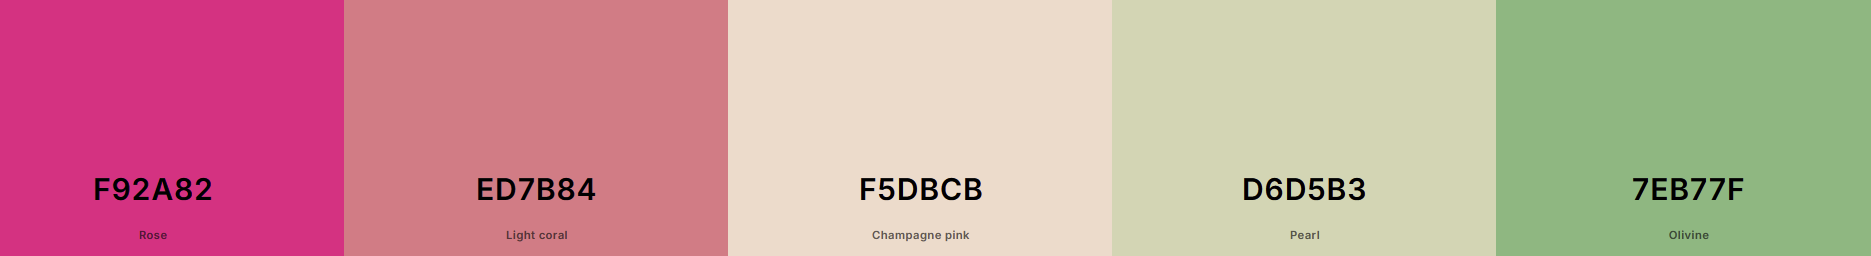 F92A82
Rose
ED7B84
Light coral
F5DBCB
Champagne pink
D6D5B3
Pearl
7EB77F
Olivine